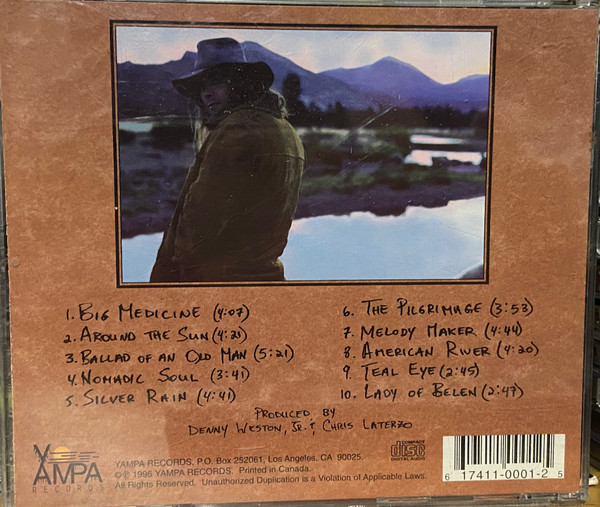 1. BIG MEDICINE (4:07)
2. AROUND THE SUN (4:21)
3. BALLAD OF AN OLD MAN (5:21)
4. NOMADIC SOUL (3:41)
5. SILVER RAIN (4:41)
6. THE PILGRIMAGE (3:53)
7. MELODY MAKER (4:44)
8. AMERICAN RIVER (4:20)
9. TEAL EYE (2:45)
10. LADY OF BELEN (2:47)
PRODUCED BY
DENNY WESTON, JR. & CHRIS LATERZO
YAMPA
RECORDS
YAMPA RECORDS, P.O. Box 252061, Los Angeles, CA 90025.
©℗ 1996 YAMPA RECORDS. Printed in Canada.
All Rights Reserved. Unauthorized Duplication is a Violation of Applicable Laws.
COMPACT
disc
DIGITAL AUDIO
6 17411-0001-2 5